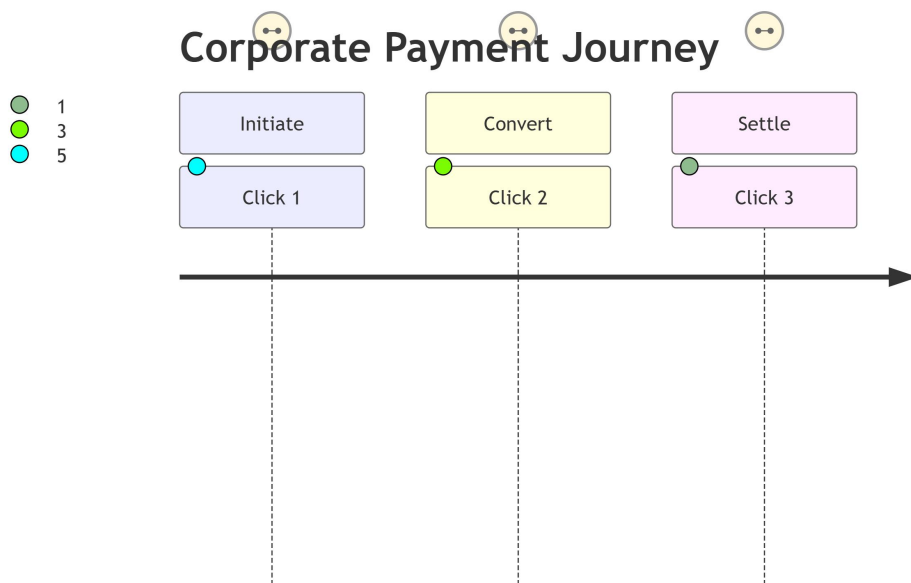 Corporate Payment Journey
1
3
5
Initiate
Convert
Settle
Click 1
Click 2
Click 3